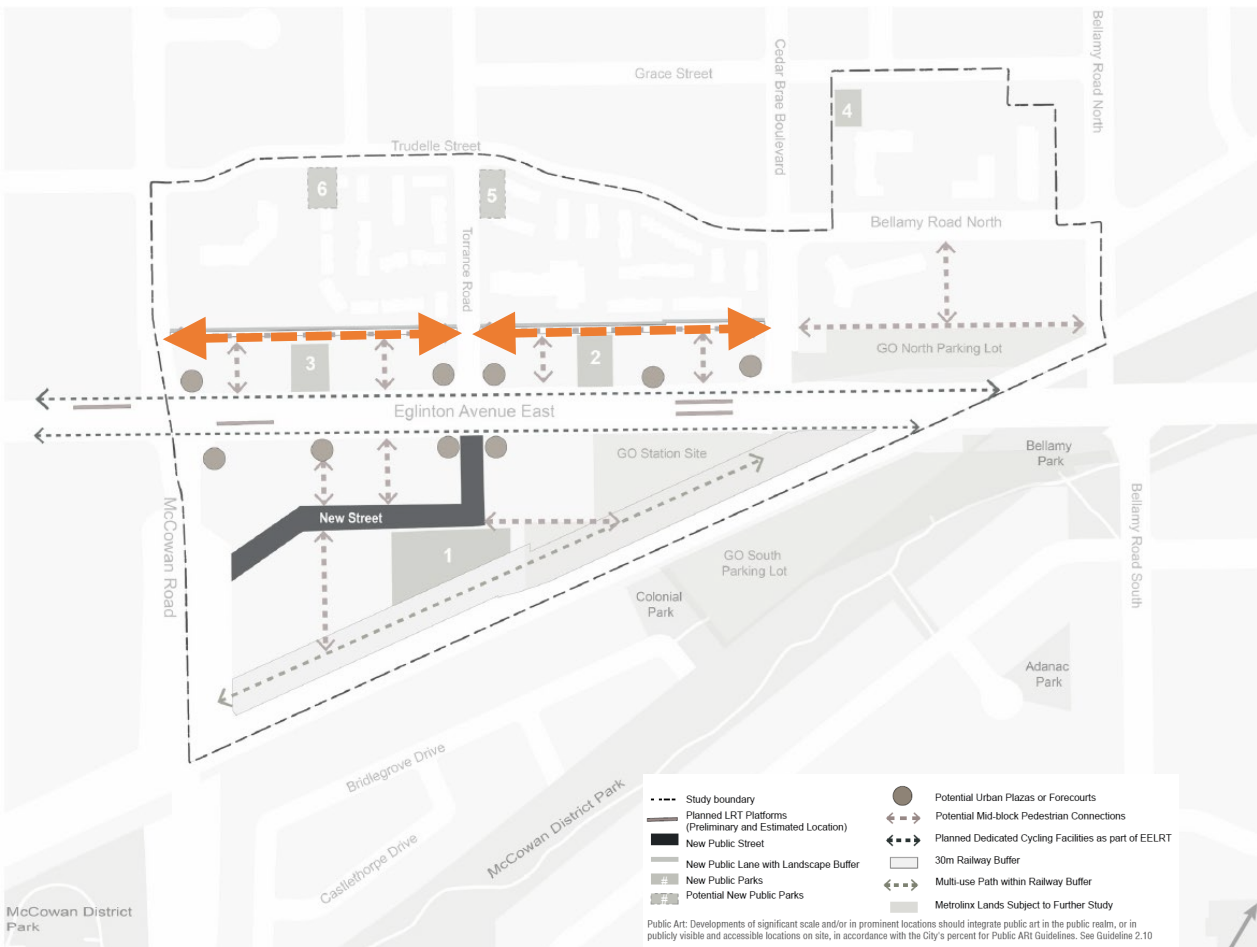 Grace Street
Cedar Brae Boulevard
Bellamy Road North
4
Trudelle Street
6
5
Bellamy Road North
Torrance Road
3
2
GO North Parking Lot
Eglinton Avenue East
GO Station Site
Bellamy
Park
New Street
McCowan Road
1
GO South
Parking Lot
Bellamy Road South
Colonial
Park
Adanac
Park
Bridlegrove Drive
McCowan District Park
Castlethorpe Drive
McCowan District
Park
Study boundary
Planned LRT Platforms
(Preliminary and Estimated Location)
New Public Street
New Public Lane with Landscape Buffer
# New Public Parks
# Potential New Public Parks
Potential Urban Plazas or Forecourts
Potential Mid-block Pedestrian Connections
Planned Dedicated Cycling Facilities as part of EELRT
30m Railway Buffer
Multi-use Path within Railway Buffer
Metrolinx Lands Subject to Further Study
Public Art: Developments of significant scale and/or in prominent locations should integrate public art in the public realm, or in
publicly visible and accessible locations on site, in accordance with the City's percent for Public ARt Guidelines. See Guideline 2.10